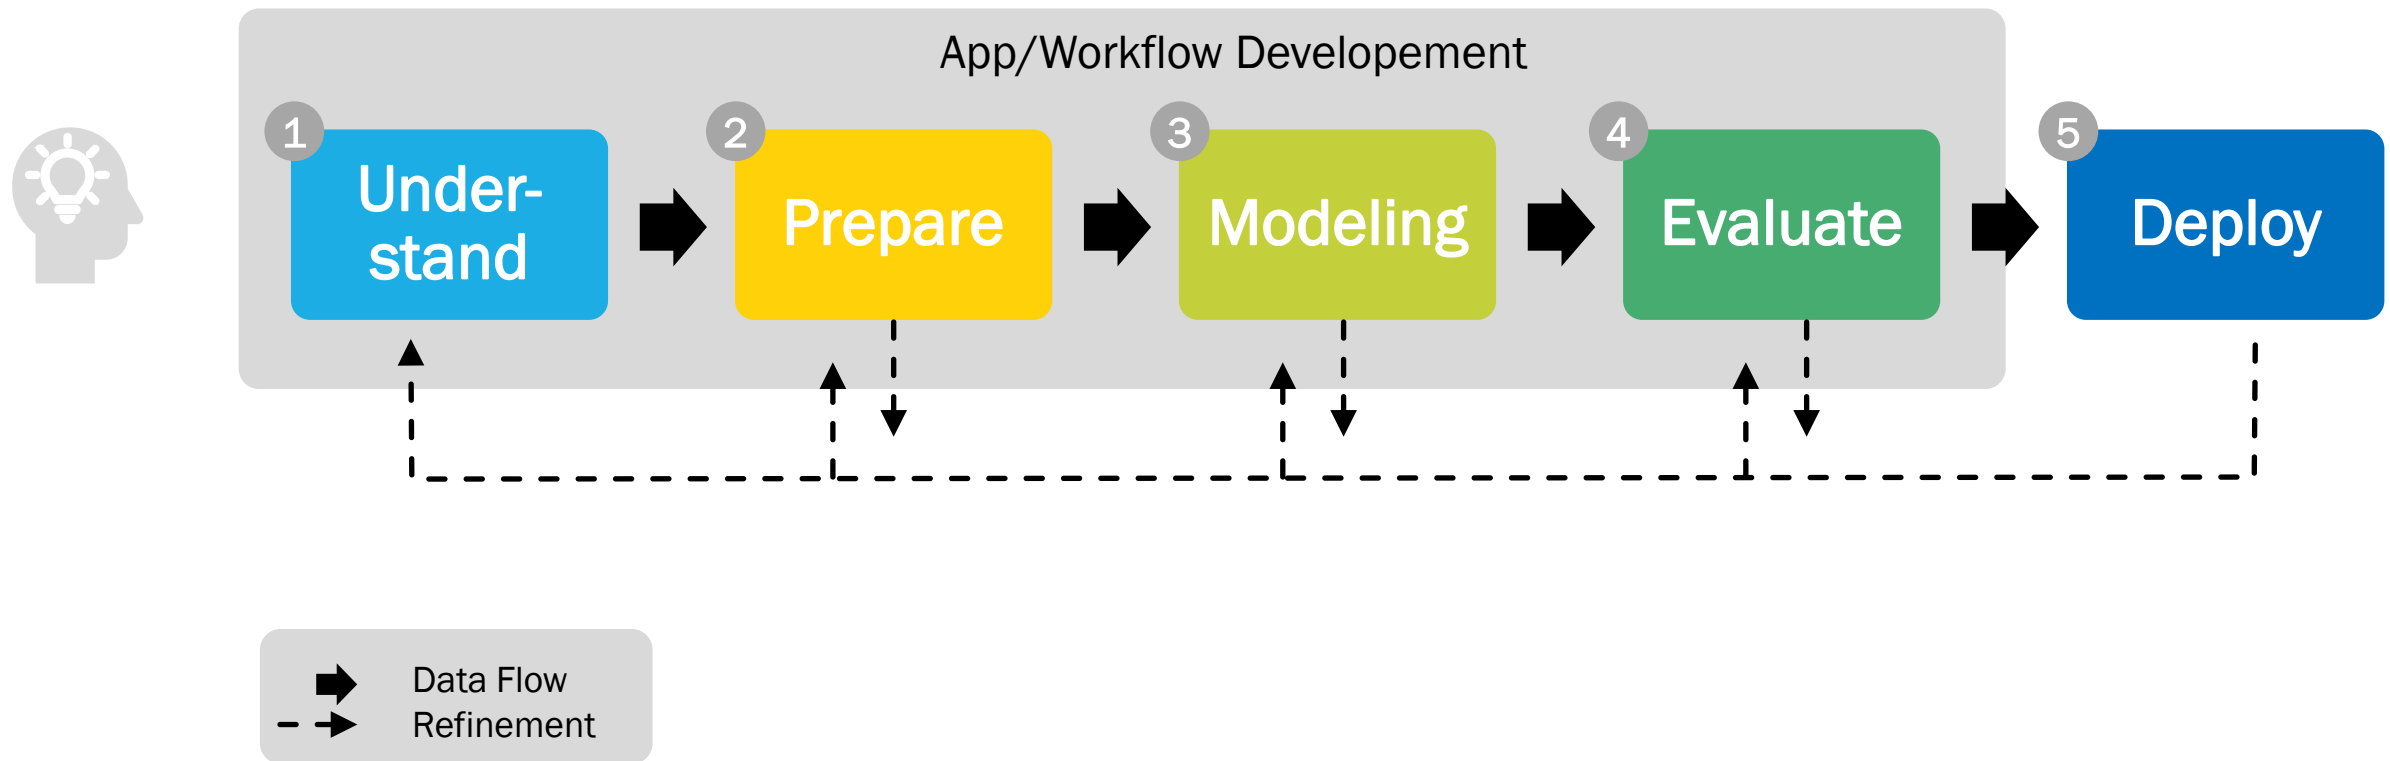 App/Workflow Developement
1
Under-
stand
2
Prepare
3
Modeling
4
Evaluate
5
Deploy
Data Flow
Refinement